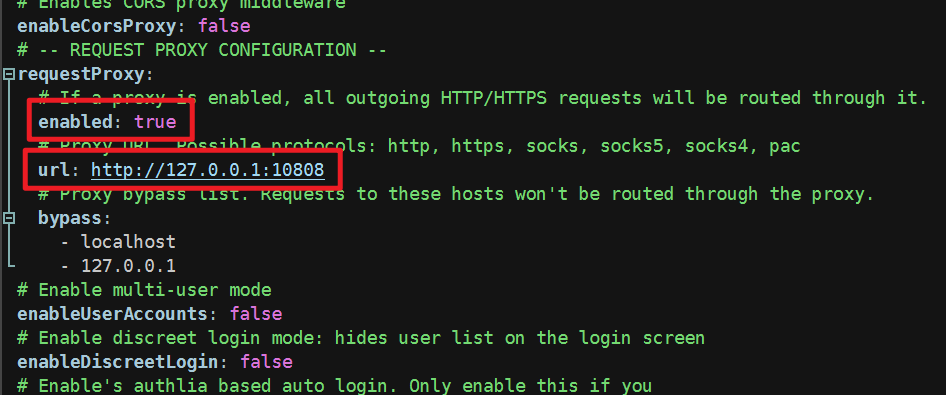 # Enables CORS proxy middleware
enableCorsProxy: false
# -- REQUEST PROXY CONFIGURATION --
requestProxy:
# If a proxy is enabled, all outgoing HTTP/HTTPS requests will be routed through it.
enabled: true
# Proxy URL. Possible protocols: http, https, socks, socks5, socks4, pac
url: http://127.0.0.1:10808
# Proxy bypass list. Requests to these hosts won't be routed through the proxy.
bypass:
- localhost
- 127.0.0.1
# Enable multi-user mode
enableUserAccounts: false
# Enable discreet login mode: hides user list on the login screen
enableDiscreetLogin: false
# Enable's authlia based auto login. Only enable this if you